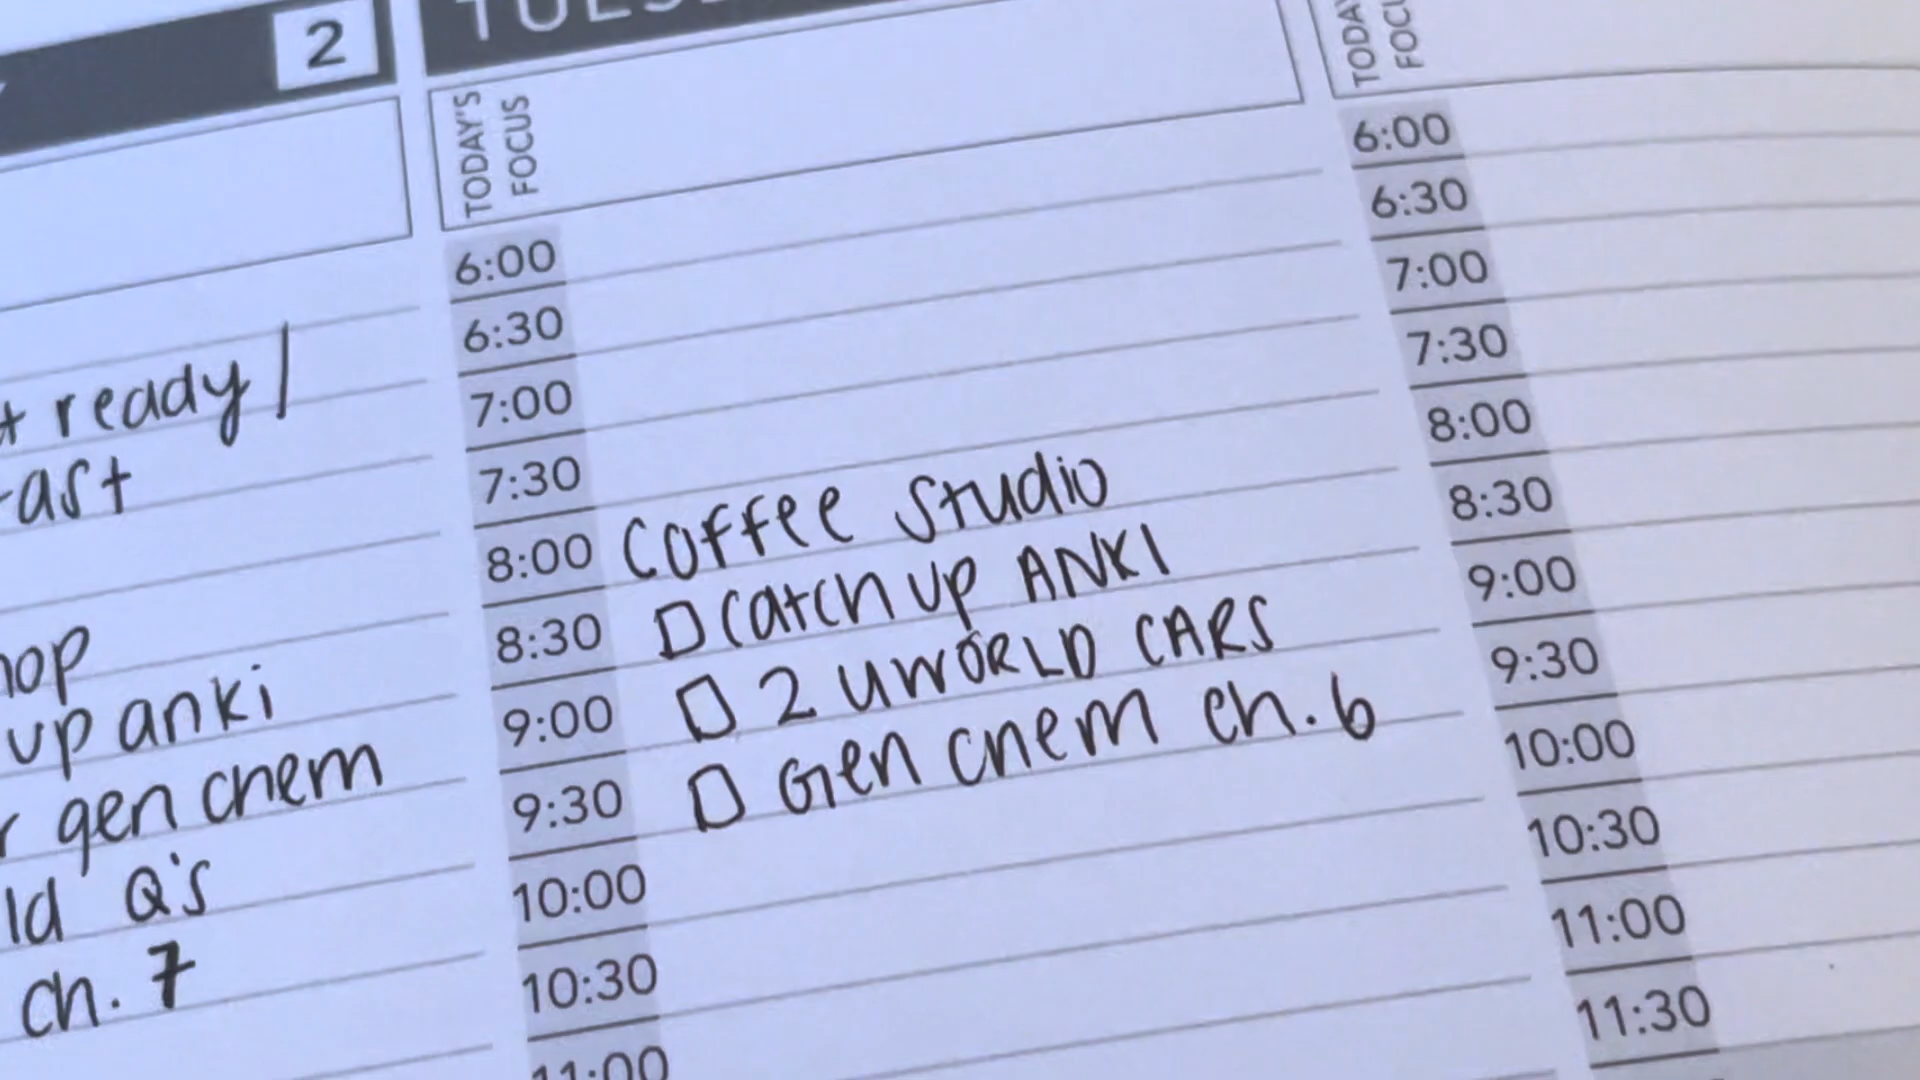 2
ready /
up anki
gen chem
Q's
ch. 7
TODAY'S
FOCUS
6:00
6:30
7:00
7:30
8:00 Coffee Studio
8:30 □ Catch up ANKI
9:00 □ 2 UWORLD CARS
9:30 □ Gen chem ch. 6
10:00
10:30
11:00
6:00
6:30
7:00
7:30
8:00
8:30
9:00
9:30
10:00
10:30
11:00
11:30